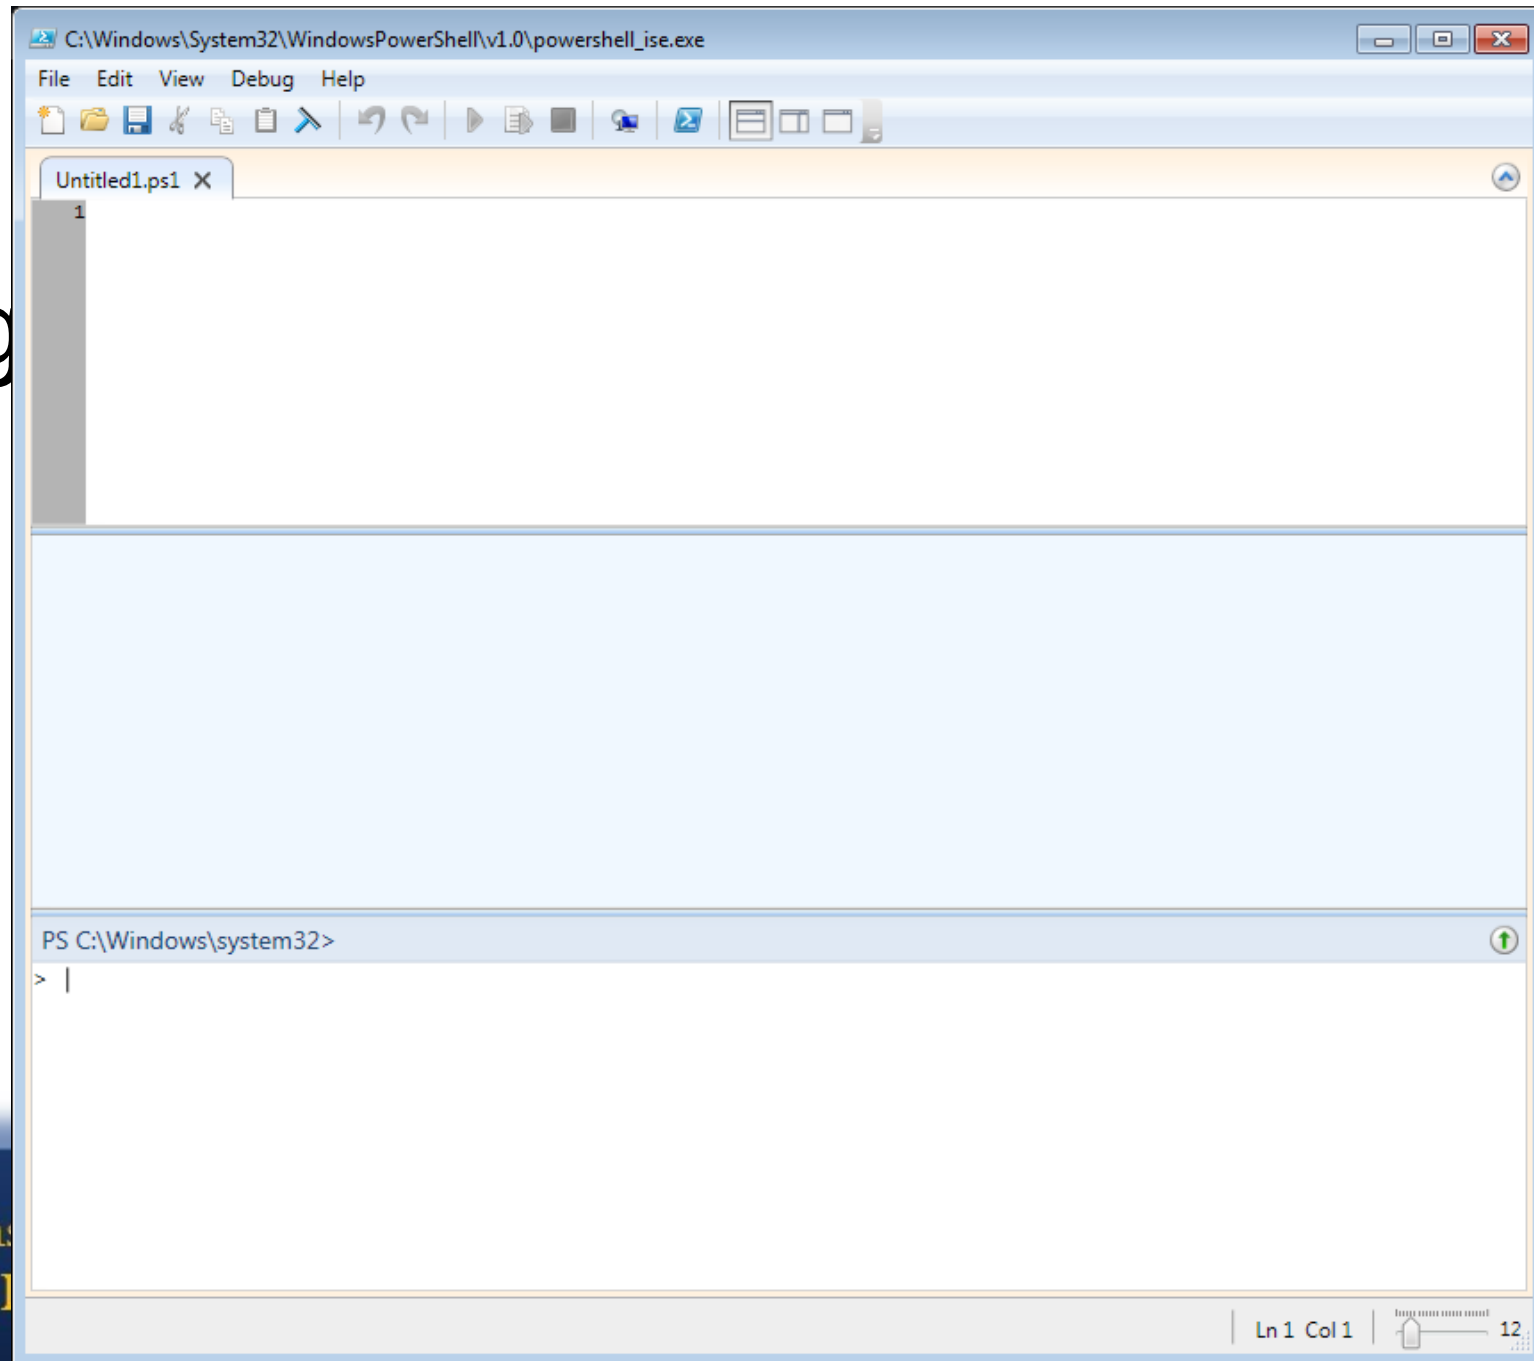 C:\Windows\System32\WindowsPowerShell\v1.0\powershell_ise.exe
File Edit View Debug Help
Untitled1.ps1
1
g
PS C:\Windows\system32>
>
Ln 1 Col 1 12